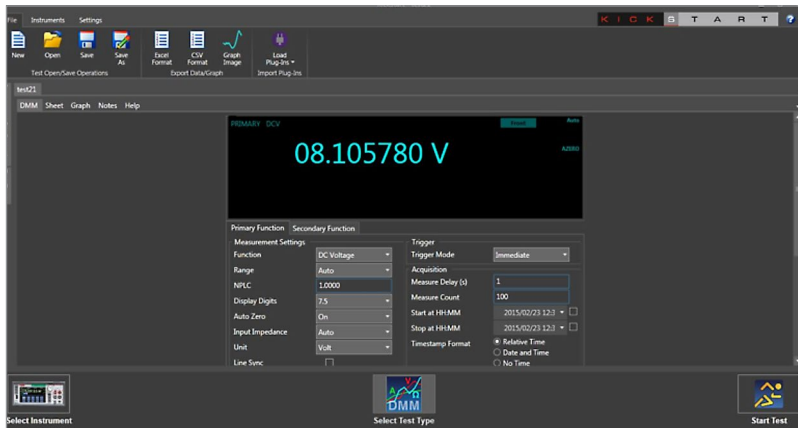 File Instruments Settings
KICKSTART
New Open Save Save As Excel Format CSV Format Graph Image Load Plug-Ins
Test Open/Save Operations Export Data/Graph Import Plug-Ins
test21
DMM Sheet Graph Notes Help
PRIMARY DCV Preset Auto
08.105780 V
AZERO
Primary Function Secondary Function
Measurement Settings Trigger
Function DC Voltage Trigger Mode Immediate
Range Auto Acquisition
NPLC 1.0000 Measure Delay (s) 1
Display Digits 7.5 Measure Count 100
Auto Zero On Start at HH:MM 2015/02/23 12:3
Input Impedance Auto Stop at HH:MM 2015/02/23 12:3
Unit Volt Timestamp Format Relative Time
Date and Time
Line Sync No Time
A V Ω
DMM
Select Instrument Select Test Type Start Test